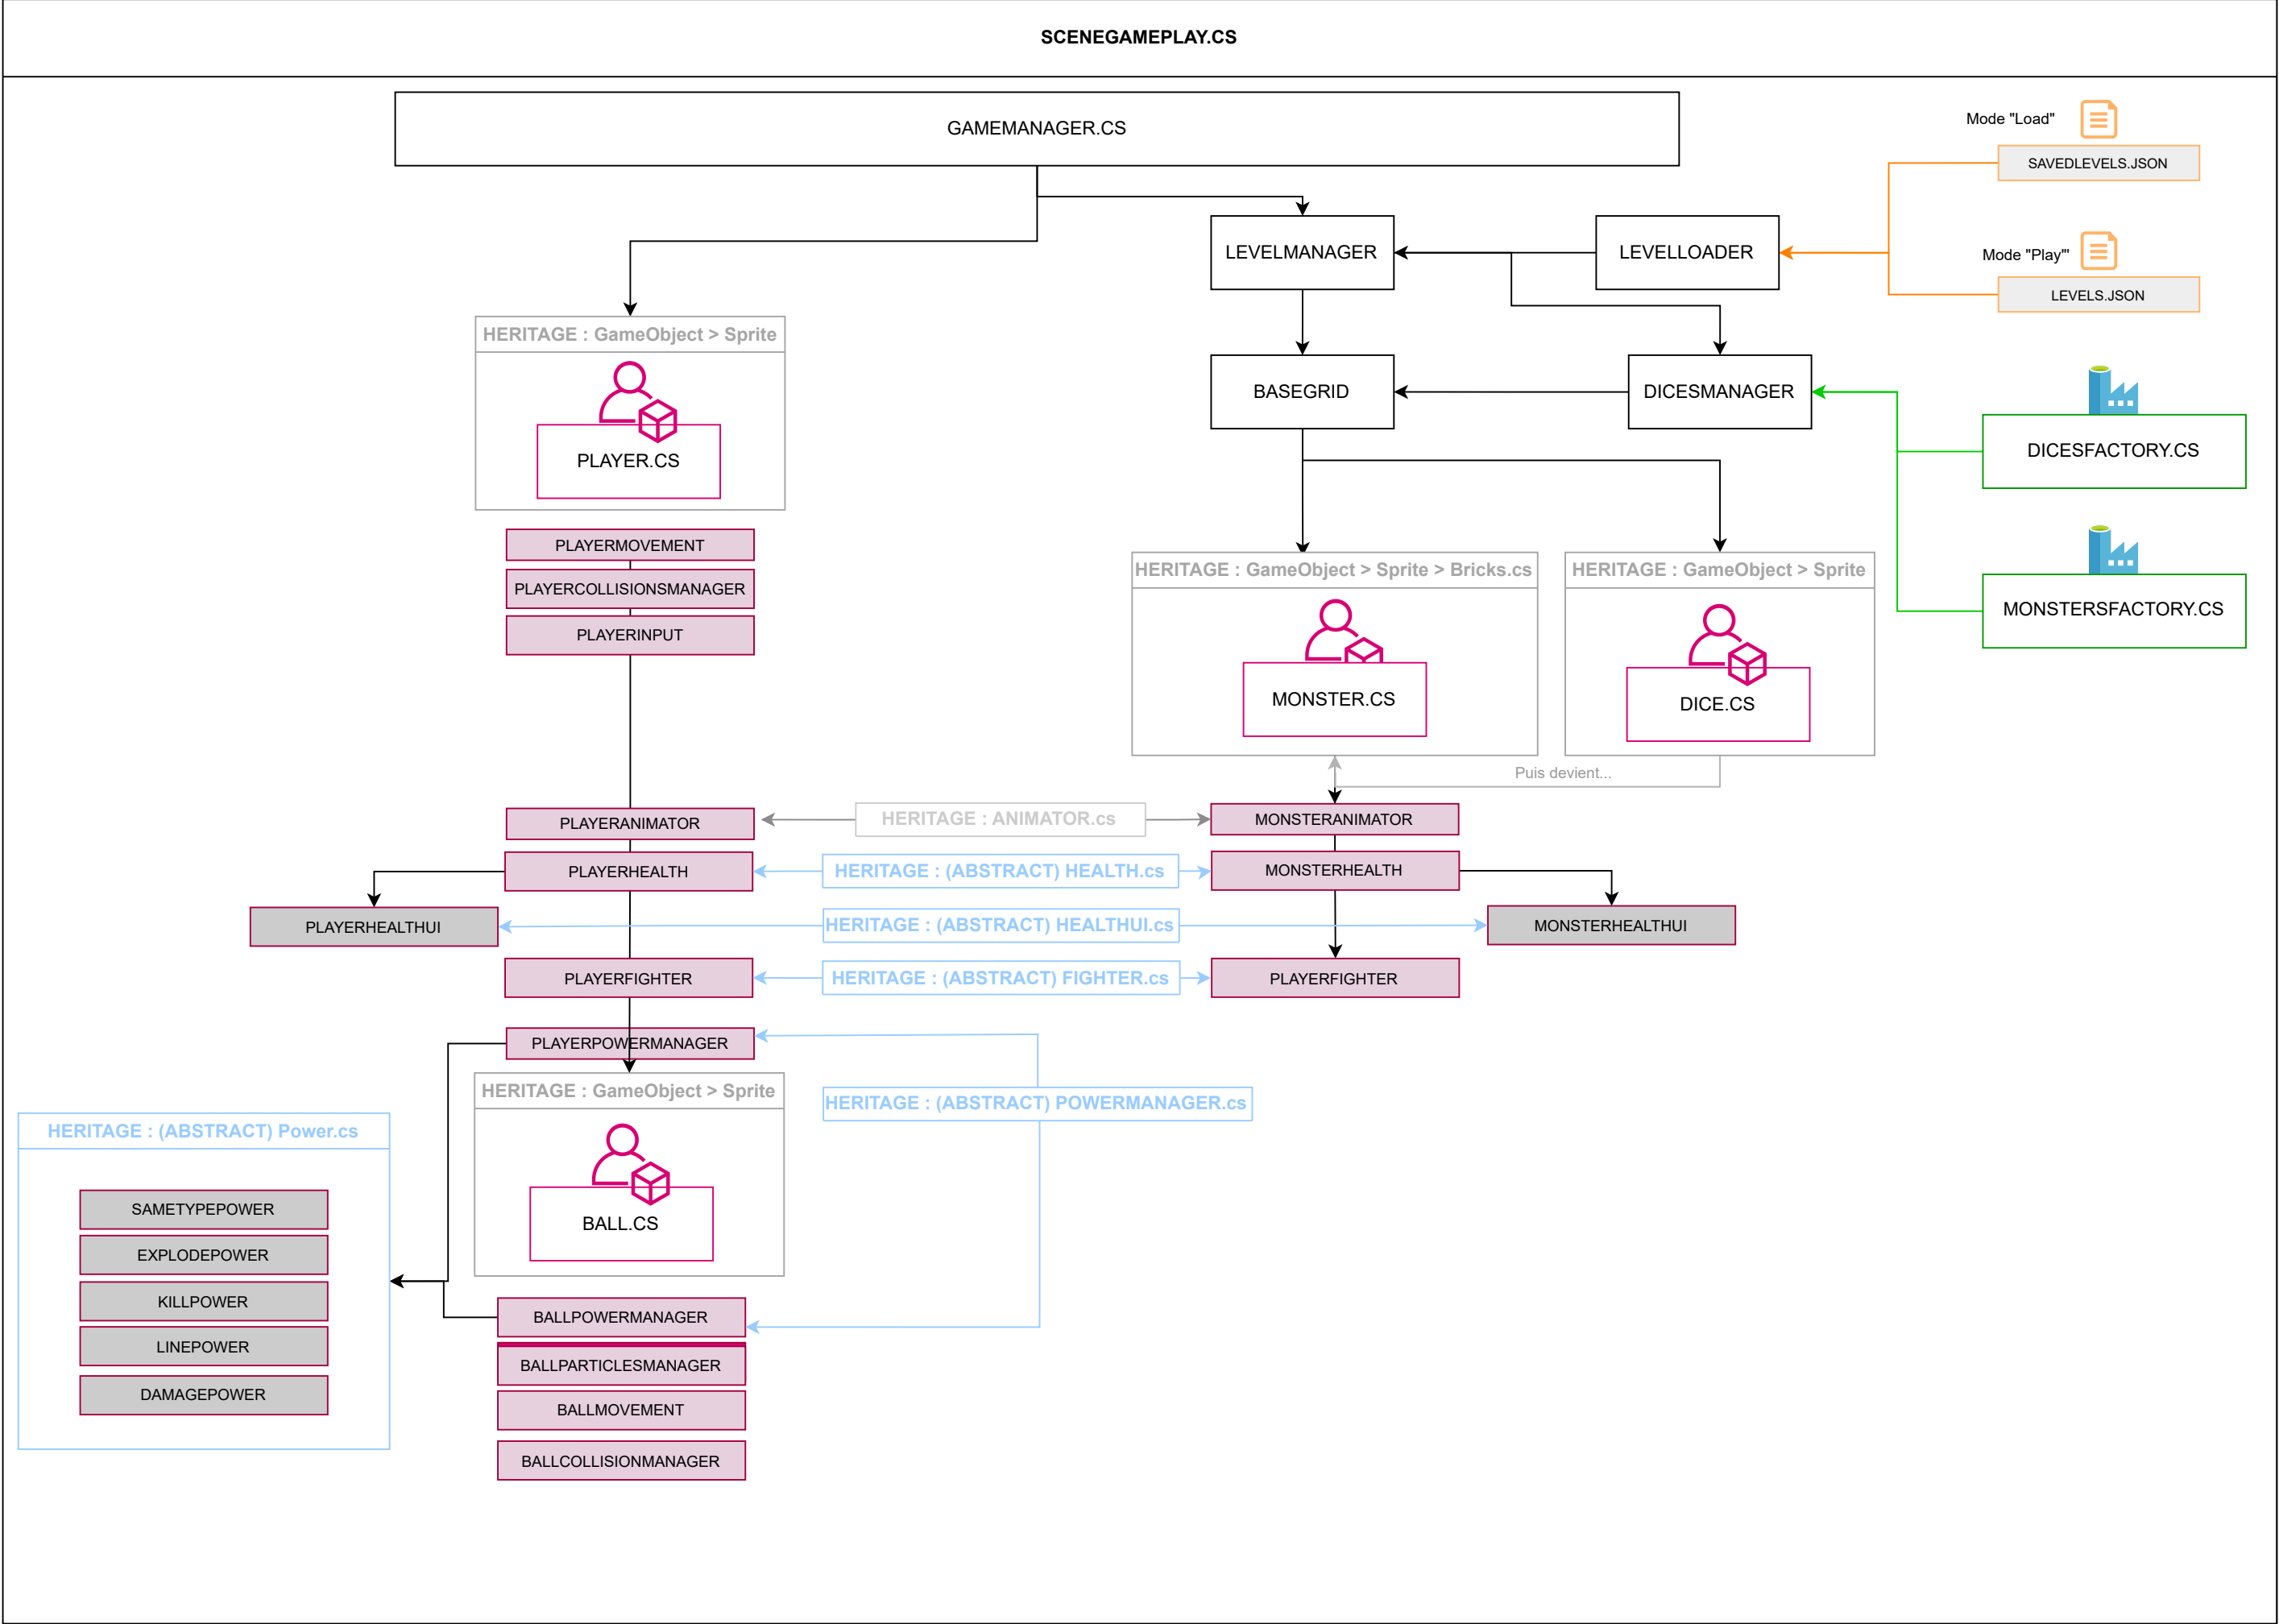 SCENEGAMEPLAY.CS
GAMEMANAGER.CS
Mode "Load"
SAVEDLEVELS.JSON
LEVELMANAGER
LEVELLOADER
Mode "Play'"
LEVELS.JSON
HERITAGE : GameObject > Sprite
PLAYER.CS
BASEGRID
DICESMANAGER
DICESFACTORY.CS
PLAYERMOVEMENT
PLAYERCOLLISIONSMANAGER
PLAYERINPUT
HERITAGE : GameObject > Sprite > Bricks.cs
MONSTER.CS
HERITAGE : GameObject > Sprite
DICE.CS
MONSTERSFACTORY.CS
Puis devient...
PLAYERANIMATOR
HERITAGE : ANIMATOR.cs
MONSTERANIMATOR
PLAYERHEALTH
HERITAGE : (ABSTRACT) HEALTH.cs
MONSTERHEALTH
PLAYERHEALTHUI
HERITAGE : (ABSTRACT) HEALTHUI.cs
MONSTERHEALTHUI
PLAYERFIGHTER
HERITAGE : (ABSTRACT) FIGHTER.cs
PLAYERFIGHTER
PLAYERPOWERMANAGER
HERITAGE : GameObject > Sprite
BALL.CS
HERITAGE : (ABSTRACT) POWERMANAGER.cs
HERITAGE : (ABSTRACT) Power.cs
SAMETYPEPOWER
EXPLODEPOWER
KILLPOWER
LINEPOWER
DAMAGEPOWER
BALLPOWERMANAGER
BALLPARTICLESMANAGER
BALLMOVEMENT
BALLCOLLISIONMANAGER